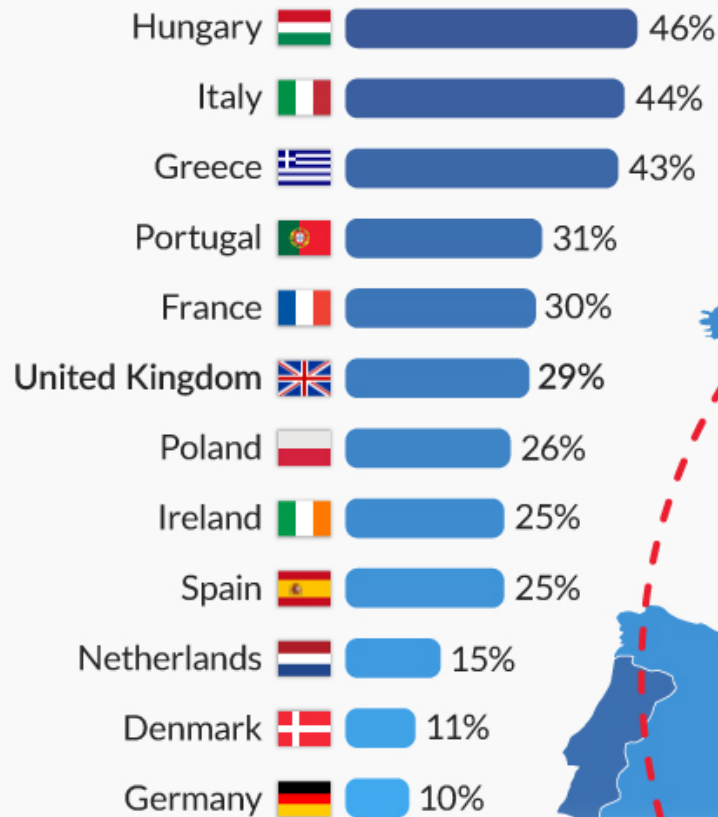 Hungary 46%
Italy 44%
Greece 43%
Portugal 31%
France 30%
United Kingdom 29%
Poland 26%
Ireland 25%
Spain 25%
Netherlands 15%
Denmark 11%
Germany 10%